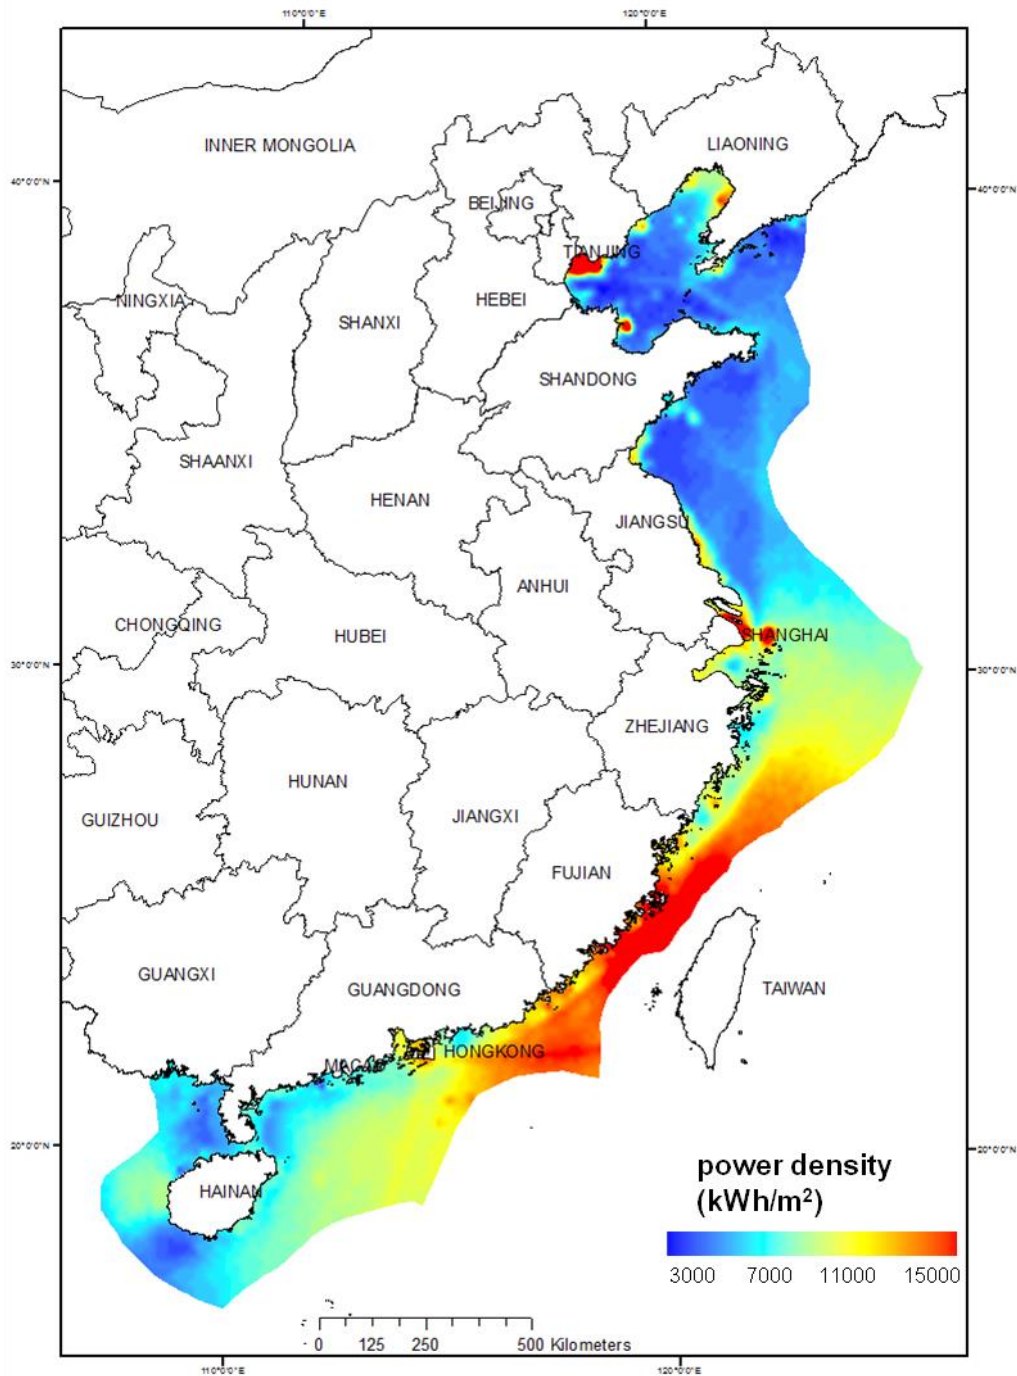 110°0'0"E
120°0'0"E
INNER MONGOLIA
LIAONING
40°0'0"N
40°0'0"N
BEIJING
TIANJING
NINGXIA
HEBEI
SHANXI
SHANDONG
SHAANXI
HENAN
JIANGSU
ANHUI
CHONGQING
HUBEI
SHANGHAI
30°0'0"N
30°0'0"N
ZHEJIANG
HUNAN
GUIZHOU
JIANGXI
FUJIAN
GUANGXI
GUANGDONG
TAIWAN
HONGKONG
MACAO
20°0'0"N
20°0'0"N
HAINAN
power density
(kWh/m²)
3000 7000 11000 15000
0 125 250 500 Kilometers
110°0'0"E
120°0'0"E